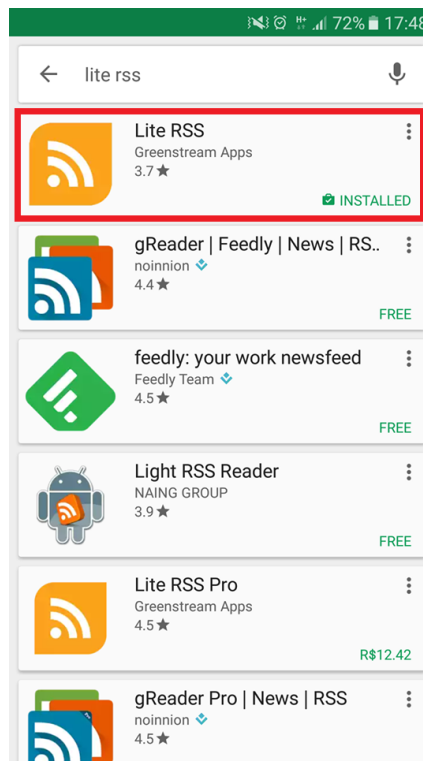 H+ 72% 17:48
lite rss
Lite RSS
Greenstream Apps
3.7★
INSTALLED
gReader | Feedly | News | RS..
noinnion
4.4★
FREE
feedly: your work newsfeed
Feedly Team
4.5★
FREE
Light RSS Reader
NAING GROUP
3.9★
FREE
Lite RSS Pro
Greenstream Apps
4.5★
R$12.42
gReader Pro | News | RSS
noinnion
4.5★